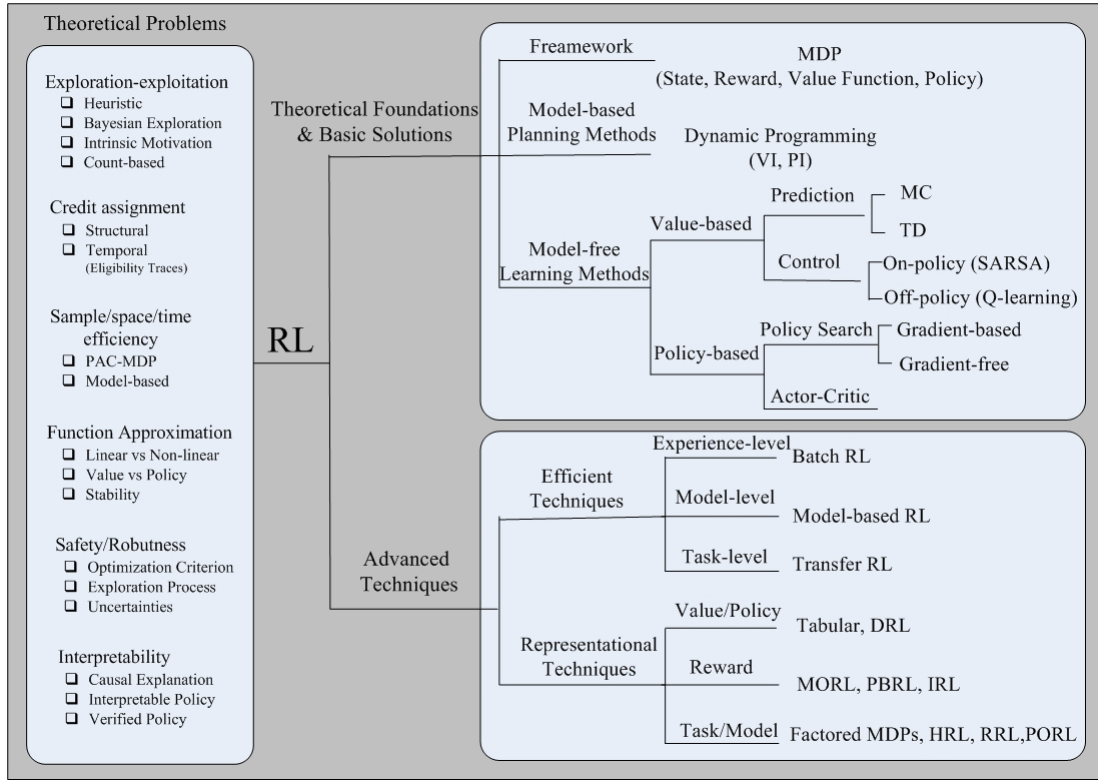 Theoretical Problems
Exploration-exploitation
Heuristic
Bayesian Exploration
Intrinsic Motivation
Count-based
Credit assignment
Structural
Temporal
(Eligibility Traces)
Sample/space/time
efficiency
PAC-MDP
Model-based
Function Approximation
Linear vs Non-linear
Value vs Policy
Stability
Safety/Robutness
Optimization Criterion
Exploration Process
Uncertainties
Interpretability
Causal Explanation
Interpretable Policy
Verified Policy
RL
Theoretical Foundations
& Basic Solutions
Freamework
MDP
(State, Reward, Value Function, Policy)
Model-based
Planning Methods
Dynamic Programming
(VI, PI)
Model-free
Learning Methods
Value-based
Prediction
MC
TD
Control
On-policy (SARSA)
Off-policy (Q-learning)
Policy-based
Policy Search
Gradient-based
Gradient-free
Actor-Critic
Advanced
Techniques
Efficient
Techniques
Experience-level
Batch RL
Model-level
Model-based RL
Task-level
Transfer RL
Representational
Techniques
Value/Policy
Tabular, DRL
Reward
MORL, PBRL, IRL
Task/Model
Factored MDPs, HRL, RRL,PORL